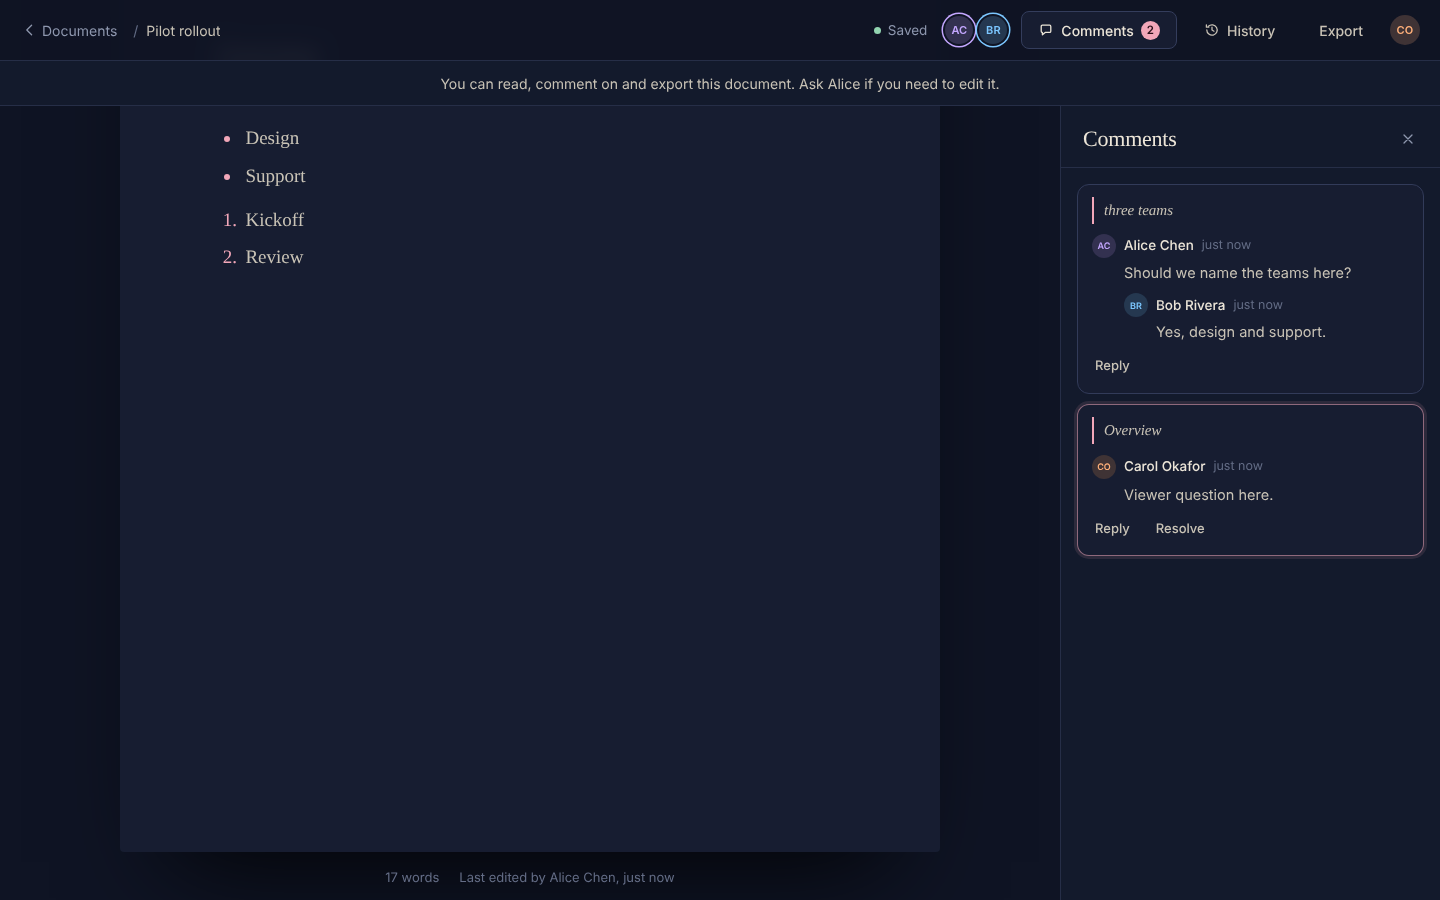 Documents / Pilot rollout
Saved
AC
BR
Comments 2
History
Export
CO
You can read, comment on and export this document. Ask Alice if you need to edit it.
• Design
• Support
1. Kickoff
2. Review
17 words
Last edited by Alice Chen, just now
Comments
three teams
AC Alice Chen just now
Should we name the teams here?
BR Bob Rivera just now
Yes, design and support.
Reply
Overview
CO Carol Okafor just now
Viewer question here.
Reply Resolve